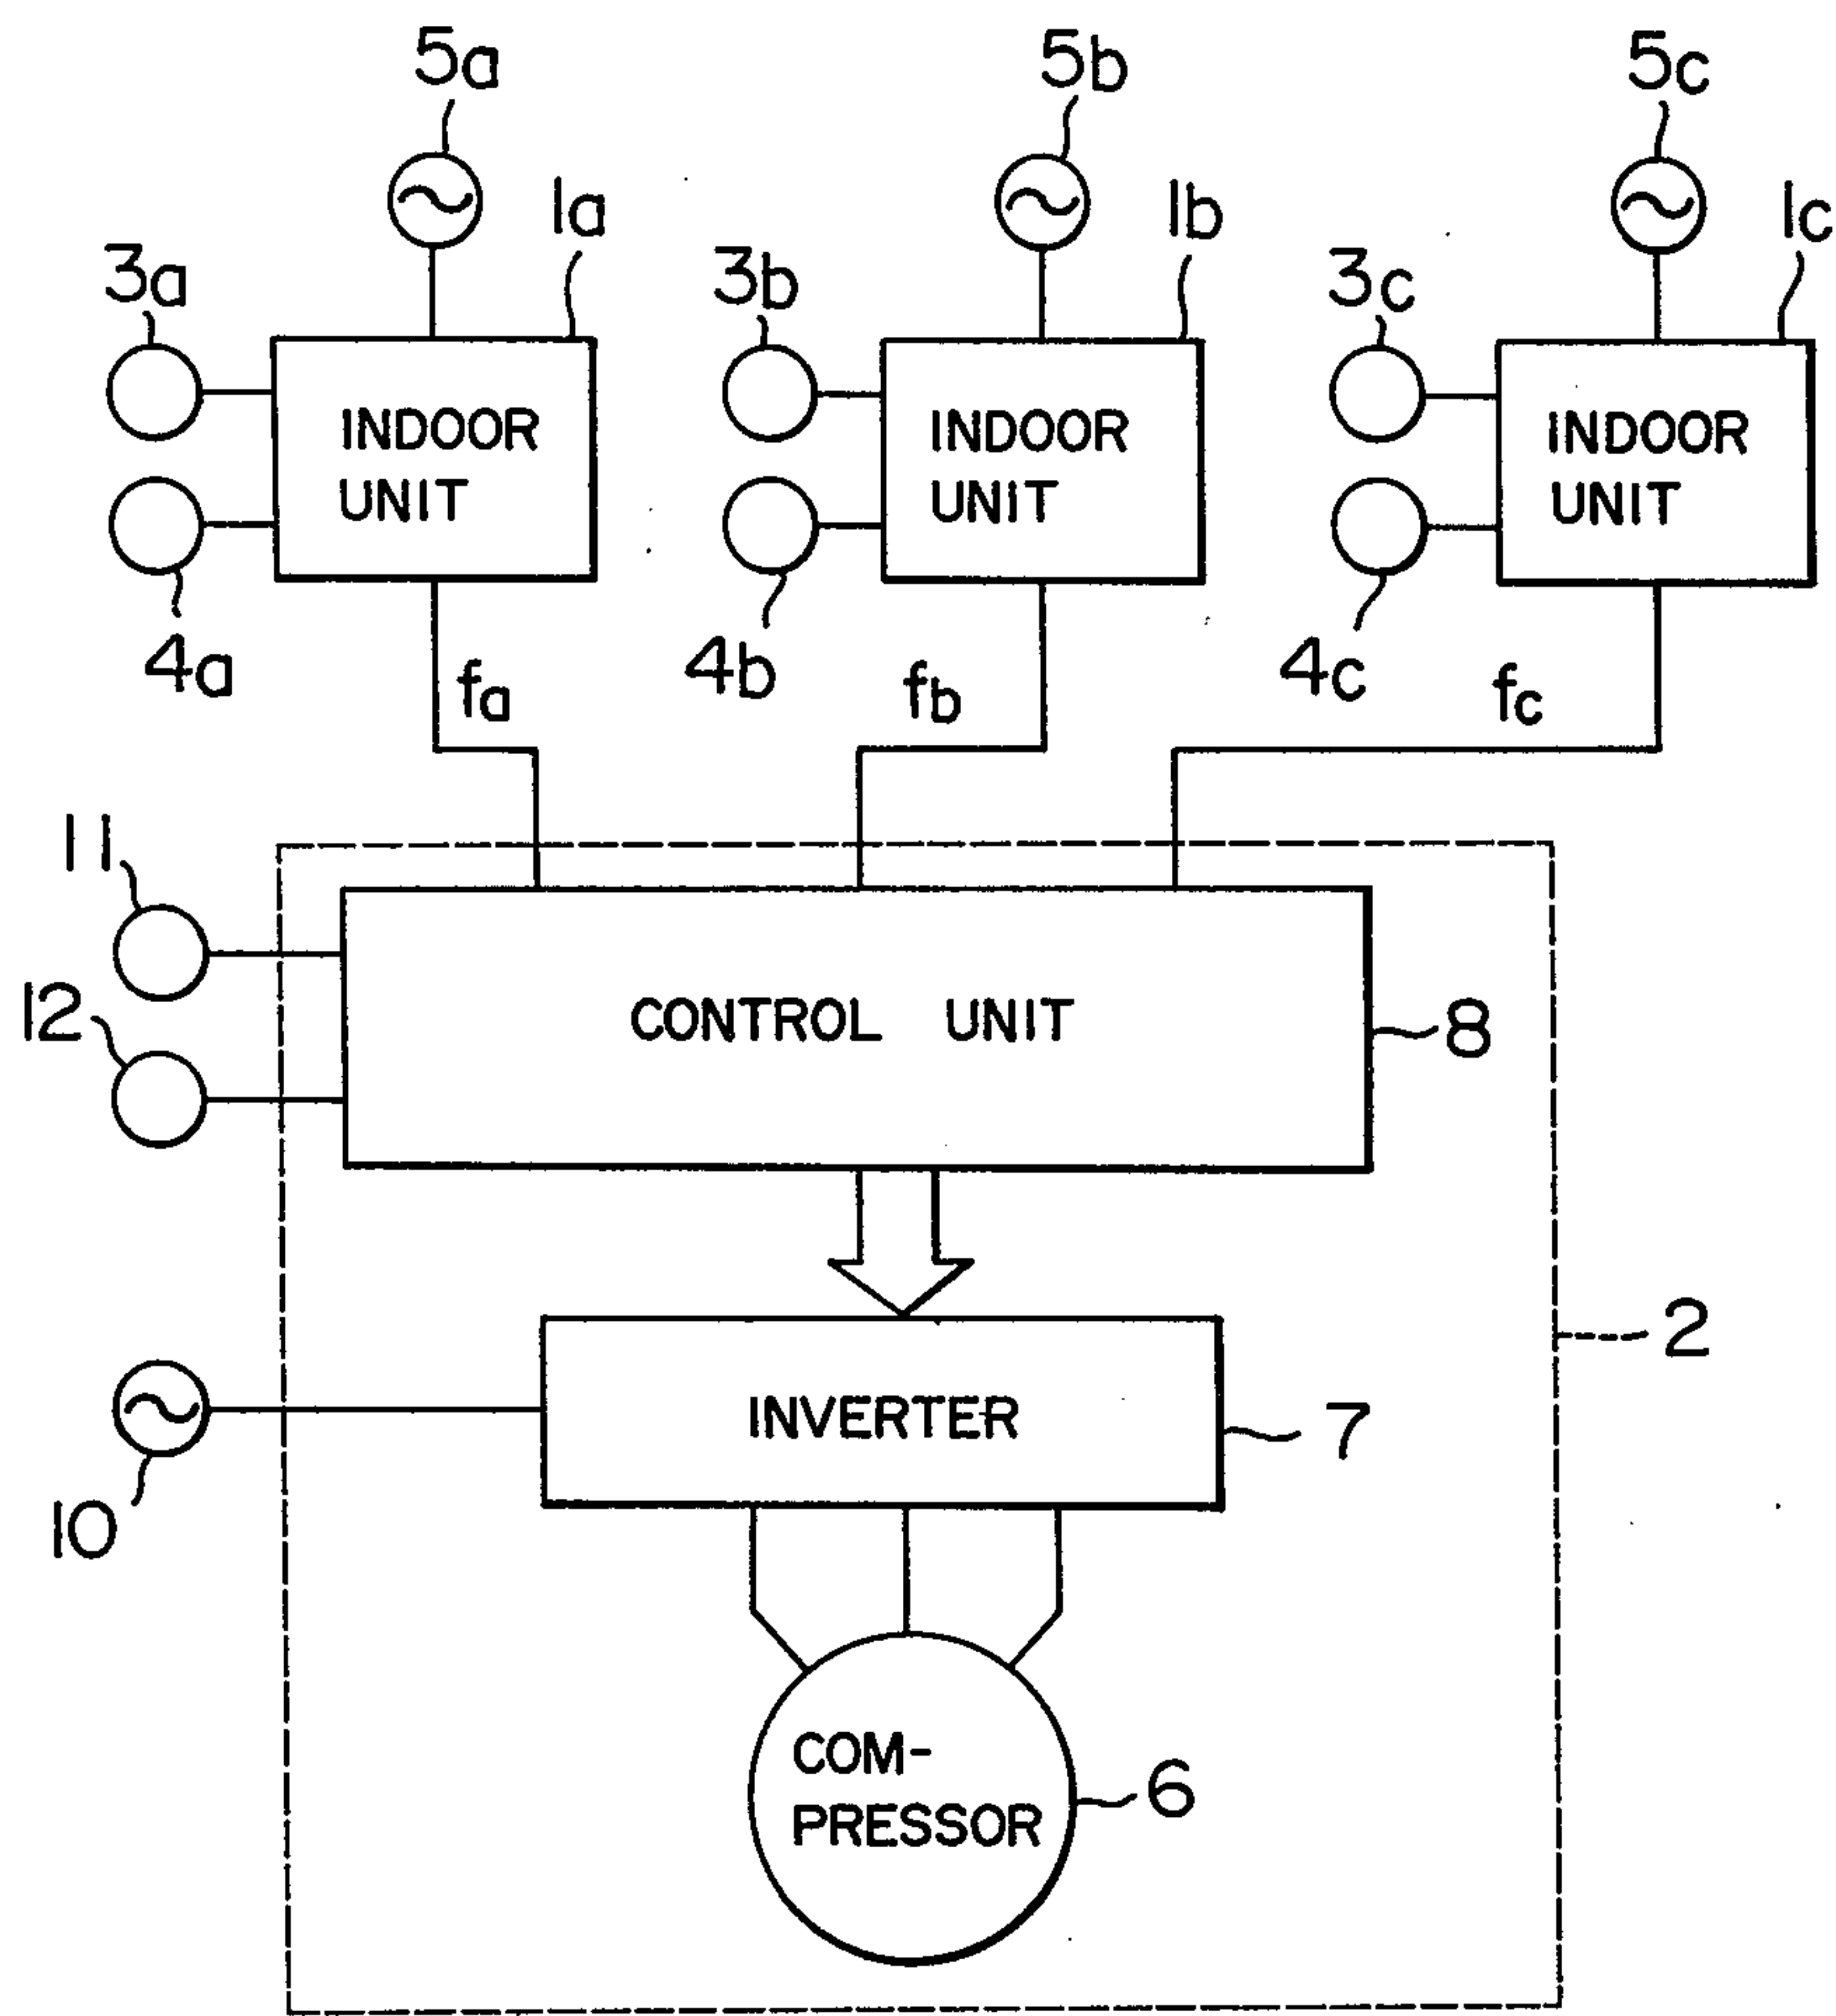 5a
5b
5c
1a
1b
1c
3a
3b
3c
INDOOR
UNIT
INDOOR
UNIT
INDOOR
UNIT
4a
4b
4c
fa
fb
fc
11
12
CONTROL UNIT
8
2
INVERTER
7
10
COM-
PRESSOR
6